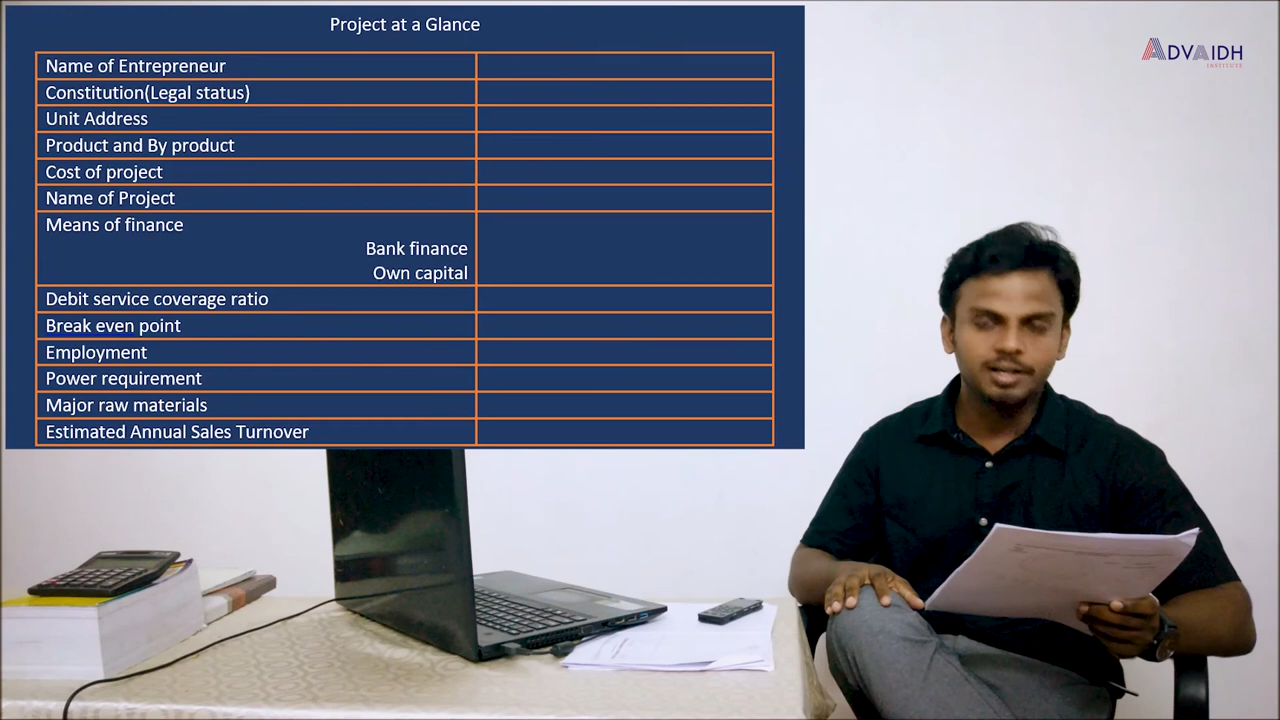 Project at a Glance
ADVAIDH
INSTITUTE
Name of Entrepreneur
Constitution(Legal status)
Unit Address
Product and By product
Cost of project
Name of Project
Means of finance
Bank finance
Own capital
Debit service coverage ratio
Break even point
Employment
Power requirement
Major raw materials
Estimated Annual Sales Turnover